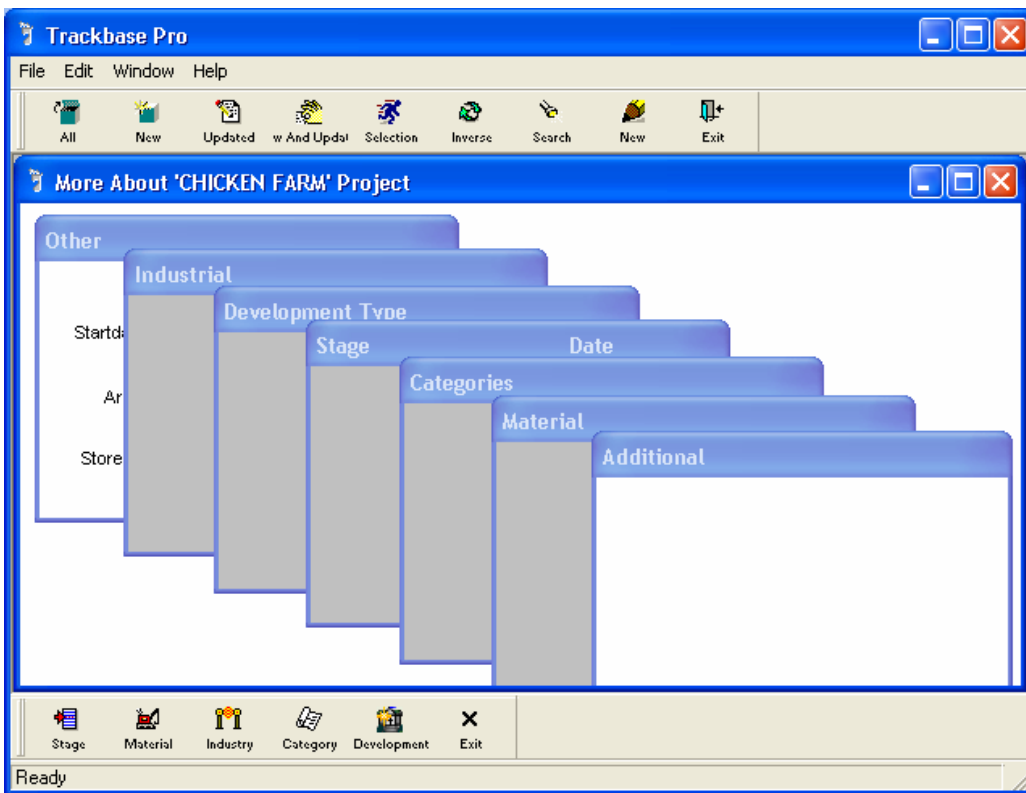 Trackbase Pro
File Edit Window Help
All New Updated w And Updat Selection Inverse Search New Exit
More About 'CHICKEN FARM' Project
Other
Industrial
Development Type
Startda
Stage Date
Categories
Ar
Material
Store
Additional
Stage Material Industry Category Development Exit
Ready